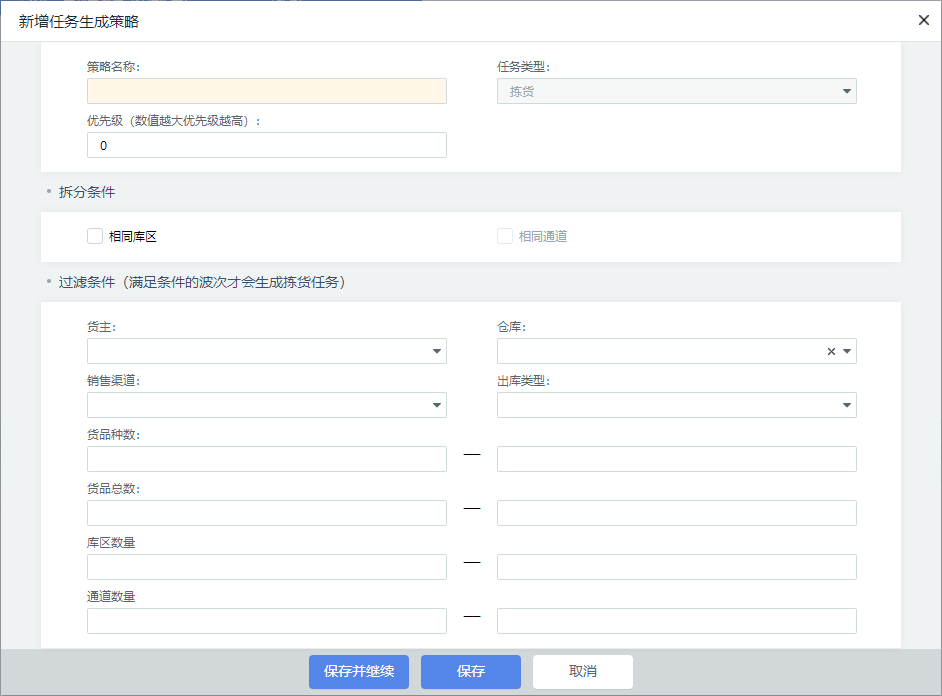 新增任务生成策略
策略名称:
任务类型:
拣货
优先级（数值越大优先级越高）:
0
拆分条件
相同库区
相同通道
过滤条件（满足条件的波次才会生成拣货任务）
货主:
仓库:
销售渠道:
出库类型:
货品种数:
货品总数:
库区数量
通道数量
保存并继续
保存
取消